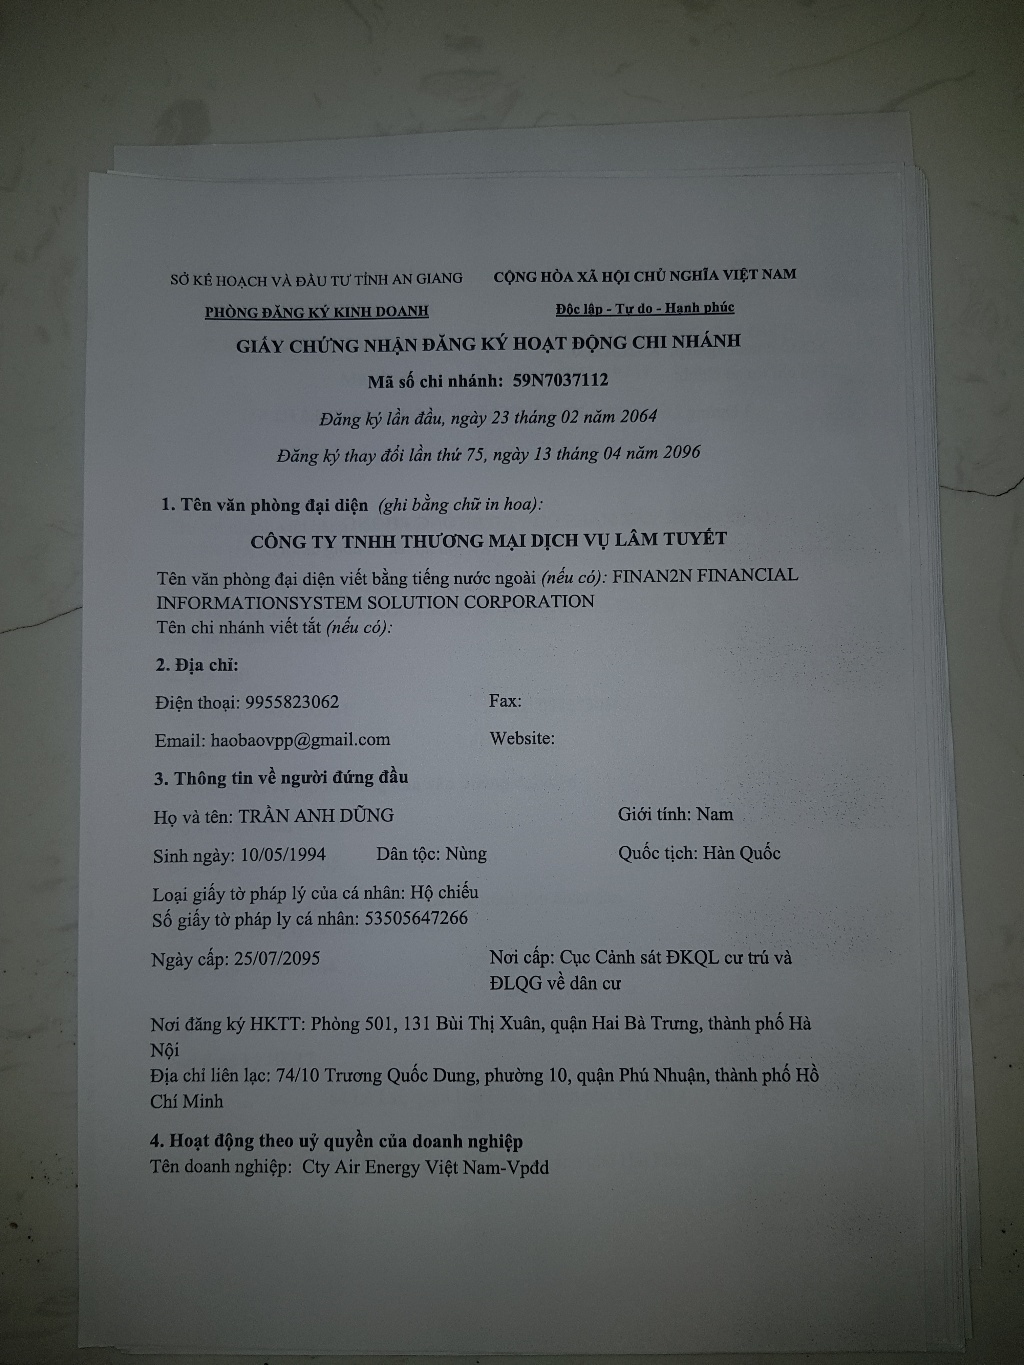 SỞ KẾ HOẠCH VÀ ĐẦU TƯ TỈNH AN GIANG
CỘNG HÒA XÃ HỘI CHỦ NGHĨA VIỆT NAM
PHÒNG ĐĂNG KÝ KINH DOANH
Độc lập - Tự do - Hạnh phúc
GIẤY CHỨNG NHẬN ĐĂNG KÝ HOẠT ĐỘNG CHI NHÁNH
Mã số chi nhánh: 59N7037112
Đăng ký lần đầu, ngày 23 tháng 02 năm 2064
Đăng ký thay đổi lần thứ 75, ngày 13 tháng 04 năm 2096
1. Tên văn phòng đại diện (ghi bằng chữ in hoa):
CÔNG TY TNHH THƯƠNG MẠI DỊCH VỤ LÂM TUYẾT
Tên văn phòng đại diện viết bằng tiếng nước ngoài (nếu có): FINAN2N FINANCIAL
INFORMATIONSYSTEM SOLUTION CORPORATION
Tên chi nhánh viết tắt (nếu có):
2. Địa chỉ:
Điện thoại: 9955823062
Fax:
Email: haobaovpp@gmail.com
Website:
3. Thông tin về người đứng đầu
Họ và tên: TRẦN ANH DŨNG
Giới tính: Nam
Sinh ngày: 10/05/1994
Dân tộc: Nùng
Quốc tịch: Hàn Quốc
Loại giấy tờ pháp lý của cá nhân: Hộ chiếu
Số giấy tờ pháp ly cá nhân: 53505647266
Ngày cấp: 25/07/2095
Nơi cấp: Cục Cảnh sát ĐKQL cư trú và
ĐLQG về dân cư
Nơi đăng ký HKTT: Phòng 501, 131 Bùi Thị Xuân, quận Hai Bà Trưng, thành phố Hà
Nội
Địa chỉ liên lạc: 74/10 Trương Quốc Dung, phường 10, quận Phú Nhuận, thành phố Hồ
Chí Minh
4. Hoạt động theo uỷ quyền của doanh nghiệp
Tên doanh nghiệp: Cty Air Energy Việt Nam-Vpđd